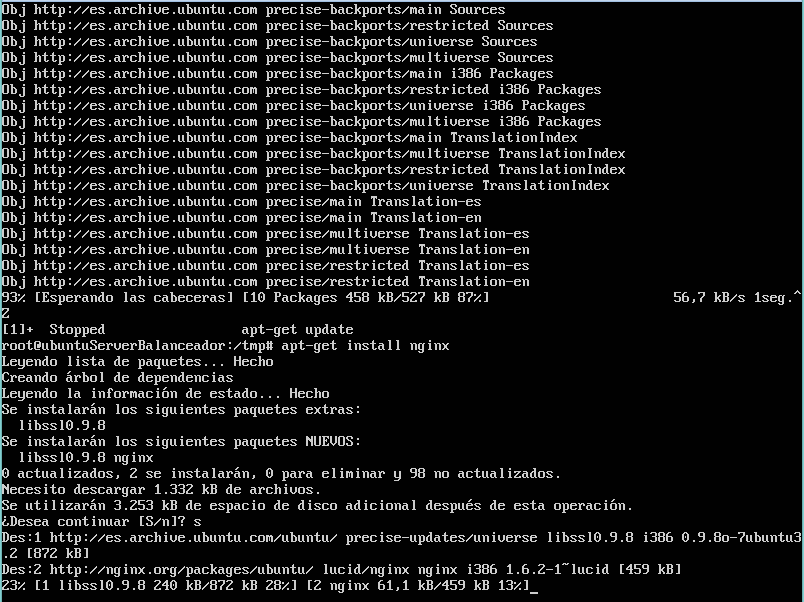 Obj http://es.archive.ubuntu.com precise-backports/main Sources
Obj http://es.archive.ubuntu.com precise-backports/restricted Sources
Obj http://es.archive.ubuntu.com precise-backports/universe Sources
Obj http://es.archive.ubuntu.com precise-backports/multiverse Sources
Obj http://es.archive.ubuntu.com precise-backports/main i386 Packages
Obj http://es.archive.ubuntu.com precise-backports/restricted i386 Packages
Obj http://es.archive.ubuntu.com precise-backports/universe i386 Packages
Obj http://es.archive.ubuntu.com precise-backports/multiverse i386 Packages
Obj http://es.archive.ubuntu.com precise-backports/main TranslationIndex
Obj http://es.archive.ubuntu.com precise-backports/multiverse TranslationIndex
Obj http://es.archive.ubuntu.com precise-backports/restricted TranslationIndex
Obj http://es.archive.ubuntu.com precise-backports/universe TranslationIndex
Obj http://es.archive.ubuntu.com precise/main Translation-es
Obj http://es.archive.ubuntu.com precise/main Translation-en
Obj http://es.archive.ubuntu.com precise/multiverse Translation-es
Obj http://es.archive.ubuntu.com precise/multiverse Translation-en
Obj http://es.archive.ubuntu.com precise/restricted Translation-es
Obj http://es.archive.ubuntu.com precise/restricted Translation-en
93% [Esperando las cabeceras] [10 Packages 458 kB/527 kB 87%] 56,7 kB/s 1seg.^
Z
[1]+ Stopped apt-get update
root@ubuntuServerBalanceador:/tmp# apt-get install nginx
Leyendo lista de paquetes... Hecho
Creando árbol de dependencias
Leyendo la información de estado... Hecho
Se instalarán los siguientes paquetes extras:
libssl0.9.8
Se instalarán los siguientes paquetes NUEVOS:
libssl0.9.8 nginx
0 actualizados, 2 se instalarán, 0 para eliminar y 98 no actualizados.
Necesito descargar 1.332 kB de archivos.
Se utilizarán 3.253 kB de espacio de disco adicional después de esta operación.
¿Desea continuar [S/n]? s
Des:1 http://es.archive.ubuntu.com/ubuntu/ precise-updates/universe libssl0.9.8 i386 0.9.8o-7ubuntu3
.2 [872 kB]
Des:2 http://nginx.org/packages/ubuntu/ lucid/nginx nginx i386 1.6.2-1~lucid [459 kB]
23% [1 libssl0.9.8 240 kB/872 kB 28%] [2 nginx 61,1 kB/459 kB 13%]_